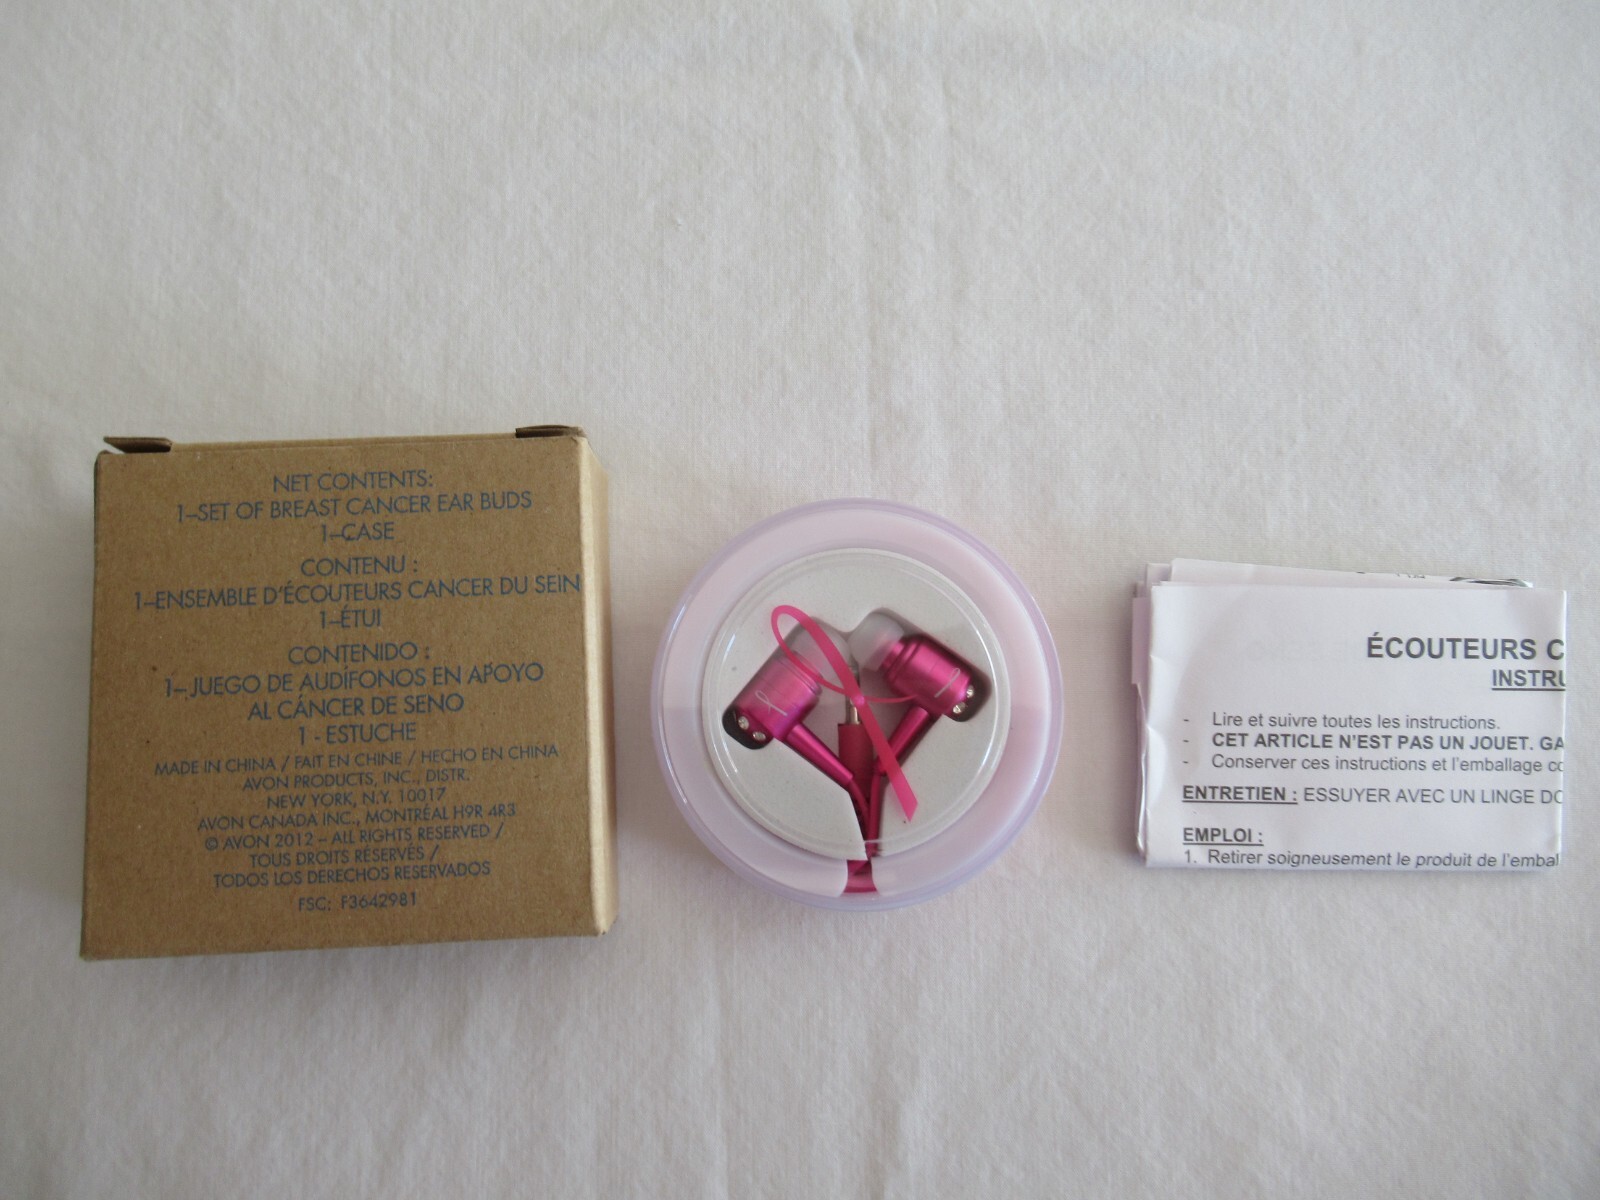 NET CONTENTS:
1–SET OF BREAST CANCER EAR BUDS
1–CASE
CONTENU :
1–ENSEMBLE D'ÉCOUTEURS CANCER DU SEIN
1–ÉTUI
CONTENIDO :
1–JUEGO DE AUDÍFONOS EN APOYO
AL CÁNCER DE SENO
1 - ESTUCHE
MADE IN CHINA / FAIT EN CHINE / HECHO EN CHINA
AVON PRODUCTS, INC., DISTR.
NEW YORK, N.Y. 10017
AVON CANADA INC., MONTRÉAL H9R 4R3
© AVON 2012 – ALL RIGHTS RESERVED /
TOUS DROITS RÉSERVÉS /
TODOS LOS DERECHOS RESERVADOS
FSC: F3642981
ÉCOUTEURS C
INSTRU
- Lire et suivre toutes les instructions.
- CET ARTICLE N'EST PAS UN JOUET. GA
- Conserver ces instructions et l'emballage co
ENTRETIEN : ESSUYER AVEC UN LINGE DO
EMPLOI :
1. Retirer soigneusement le produit de l'embal